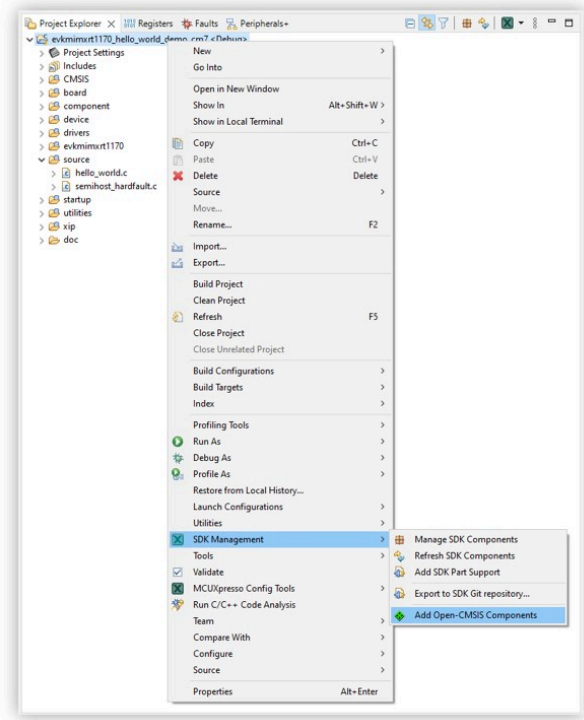 Project Explorer × Registers Faults Peripherals+
evkmimxrt1170_hello_world_demo_cm7 <Debug>
Project Settings
Includes
CMSIS
board
component
device
drivers
evkmimxrt1170
source
hello_world.c
semihost_hardfault.c
startup
utilities
xip
doc
New
Go Into
Open in New Window
Show In Alt+Shift+W
Show in Local Terminal
Copy Ctrl+C
Paste Ctrl+V
Delete Delete
Source
Move...
Rename... F2
Import...
Export...
Build Project
Clean Project
Refresh F5
Close Project
Close Unrelated Project
Build Configurations
Build Targets
Index
Profiling Tools
Run As
Debug As
Profile As
Restore from Local History...
Launch Configurations
Utilities
SDK Management
Tools
Validate
MCUXpresso Config Tools
Run C/C++ Code Analysis
Team
Compare With
Configure
Source
Properties Alt+Enter
Manage SDK Components
Refresh SDK Components
Add SDK Part Support
Export to SDK Git repository...
Add Open-CMSIS Components